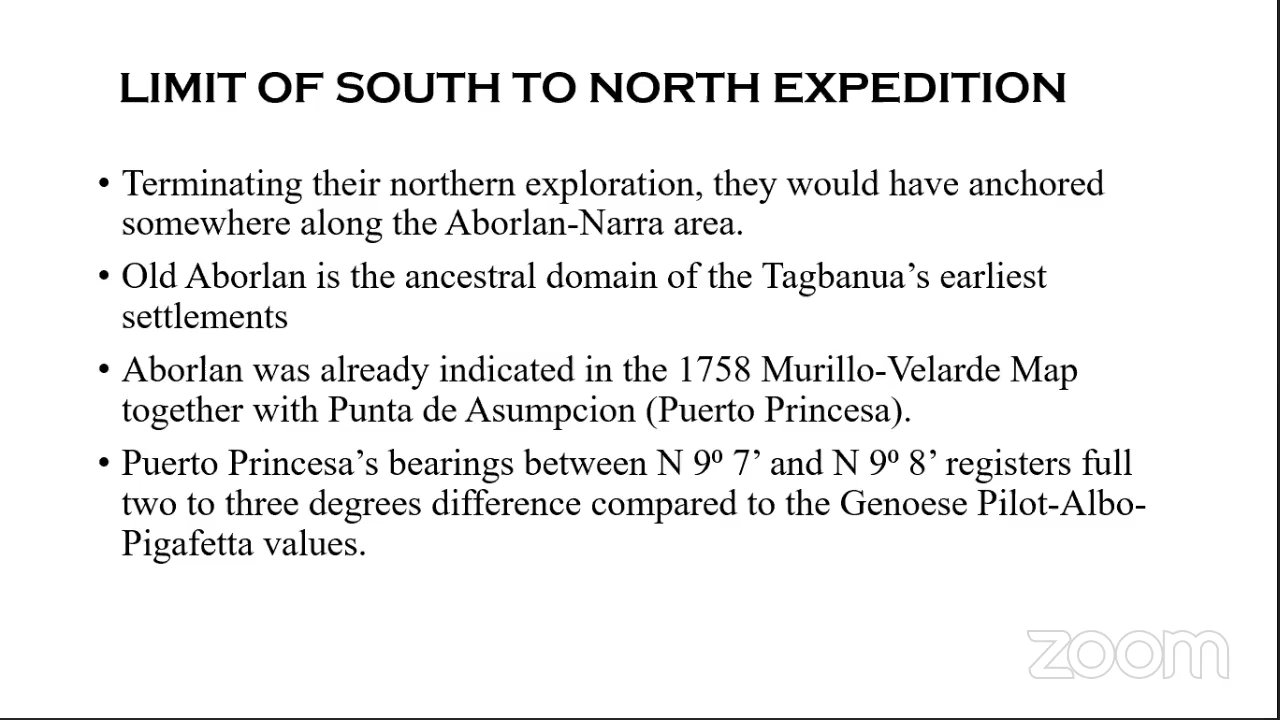 LIMIT OF SOUTH TO NORTH EXPEDITION
• Terminating their northern exploration, they would have anchored
somewhere along the Aborlan-Narra area.
• Old Aborlan is the ancestral domain of the Tagbanua’s earliest
settlements
• Aborlan was already indicated in the 1758 Murillo-Velarde Map
together with Punta de Asumpcion (Puerto Princesa).
• Puerto Princesa’s bearings between N 9º 7’ and N 9º 8’ registers full
two to three degrees difference compared to the Genoese Pilot-Albo-
Pigafetta values.
zoom